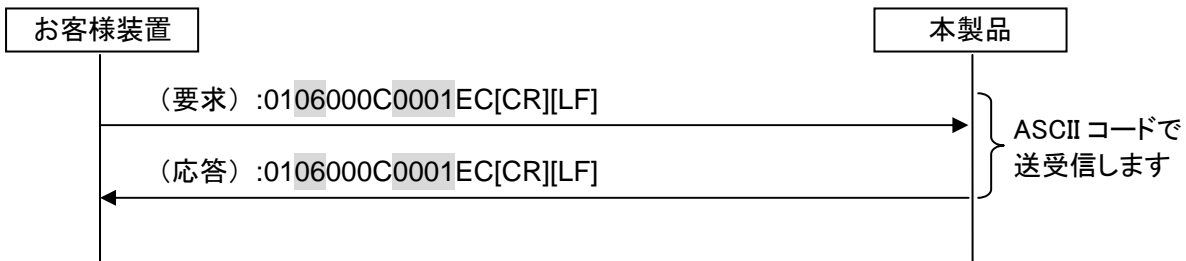 お客様装置
本製品
（要求）:0106000C0001EC[CR][LF]
ASCII コードで
送受信します
（応答）:0106000C0001EC[CR][LF]